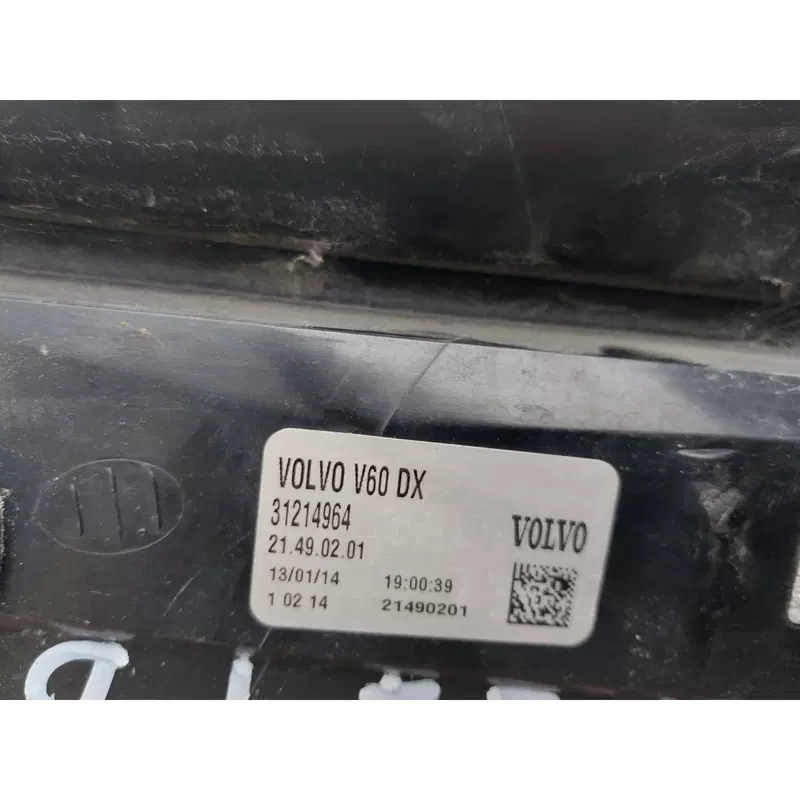 VOLVO V60 DX
31214964
21.49.02.01
VOLVO
13/01/14 19:00:39
1 02 14 21490201